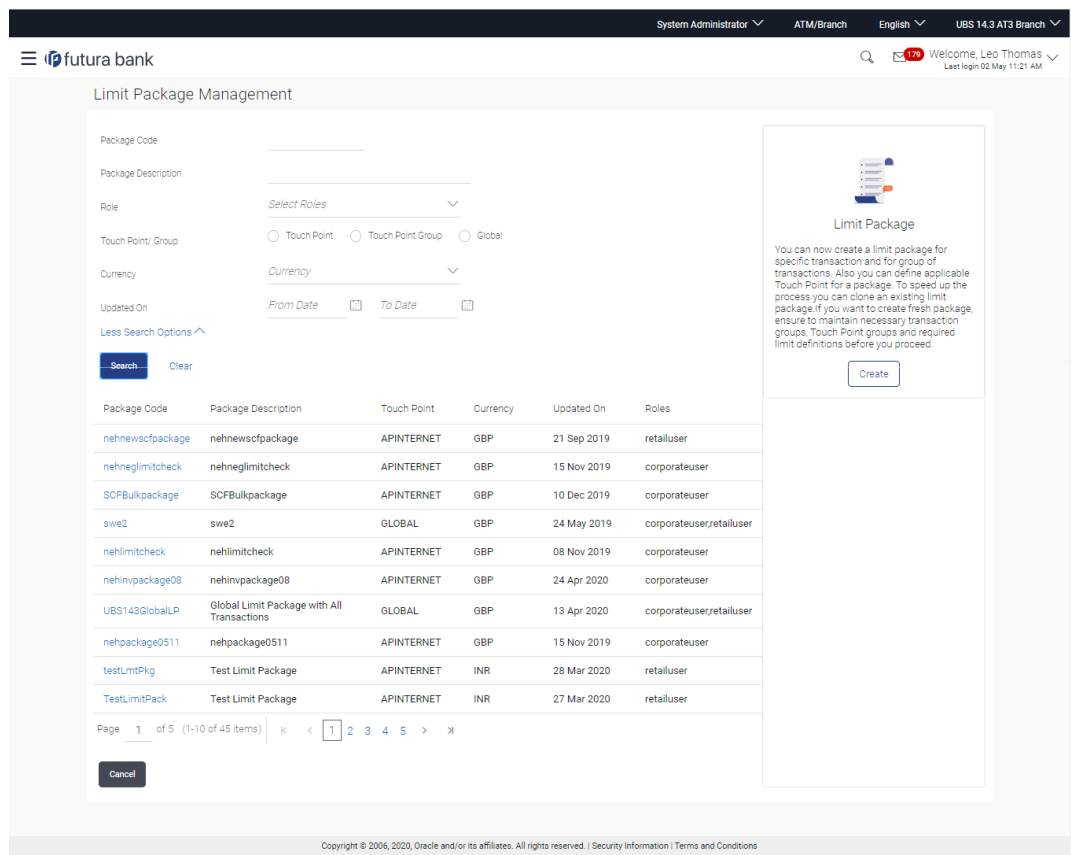 System Administrator ATM/Branch English UBS 14.3 AT3 Branch
futura bank 179 Welcome, Leo Thomas
Last login 02 May 11:21 AM
Limit Package Management
Package Code
Package Description
Role Select Roles
Touch Point/ Group Touch Point Touch Point Group Global
Currency Currency
Updated On From Date To Date
Less Search Options
Search Clear
Limit Package
You can now create a limit package for
specific transaction and for group of
transactions. Also you can define applicable
Touch Point for a package. To speed up the
process you can clone an existing limit
package.If you want to create fresh package,
ensure to maintain necessary transaction
groups, Touch Point groups and required
limit definitions before you proceed.
Create
Package Code Package Description Touch Point Currency Updated On Roles
nehnewscfpackage nehnewscfpackage APINTERNET GBP 21 Sep 2019 retailuser
nehneglimitcheck nehneglimitcheck APINTERNET GBP 15 Nov 2019 corporateuser
SCFBulkpackage SCFBulkpackage APINTERNET GBP 10 Dec 2019 corporateuser
swe2 swe2 GLOBAL GBP 24 May 2019 corporateuser,retailuser
nehlimitcheck nehlimitcheck APINTERNET GBP 08 Nov 2019 corporateuser
nehinvpackage08 nehinvpackage08 APINTERNET GBP 24 Apr 2020 corporateuser
UBS143GlobalLP Global Limit Package with All Transactions GLOBAL GBP 13 Apr 2020 corporateuser,retailuser
nehpackage0511 nehpackage0511 APINTERNET GBP 15 Nov 2019 corporateuser
testLmtPkg Test Limit Package APINTERNET INR 28 Mar 2020 retailuser
TestLimitPack Test Limit Package APINTERNET INR 27 Mar 2020 retailuser
Page 1 of 5 (1-10 of 45 items) 1 2 3 4 5
Cancel
Copyright © 2006, 2020, Oracle and/or its affiliates. All rights reserved. | Security Information | Terms and Conditions